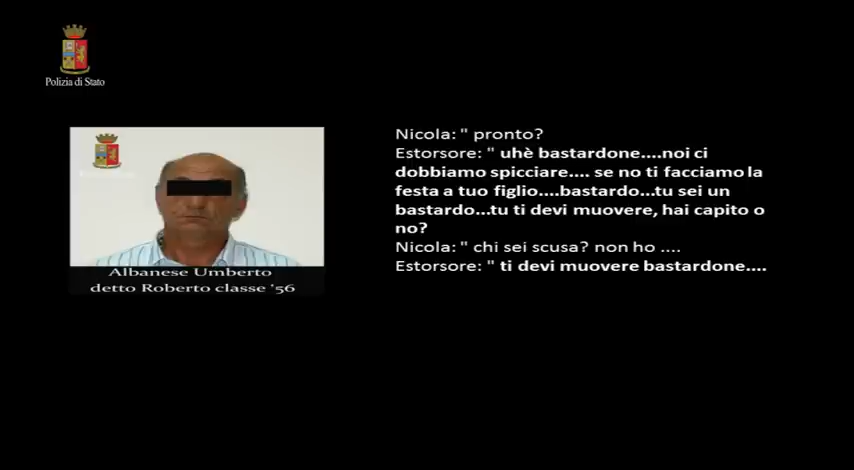 Polizia di Stato
Albanese Umberto
detto Roberto classe '56
Nicola: " pronto?
Estorsore: " uhè bastardone....noi ci
dobbiamo spicciare.... se no ti facciamo la
festa a tuo figlio....bastardo...tu sei un
bastardo...tu ti devi muovere, hai capito o
no?
Nicola: " chi sei scusa? non ho ....
Estorsore: " ti devi muovere bastardone....